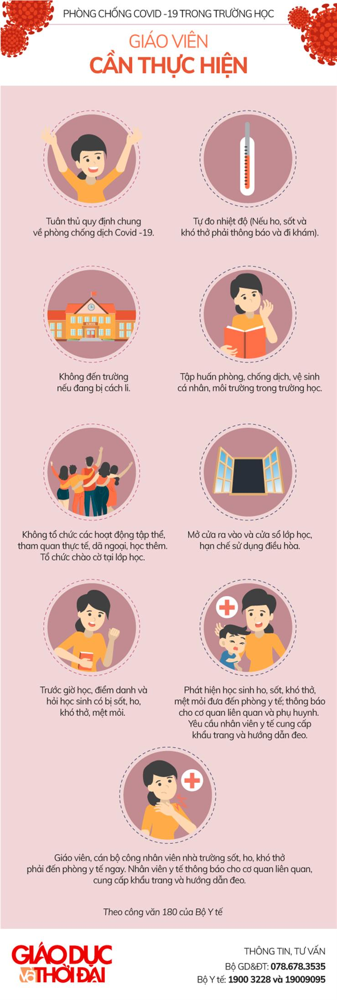 PHÒNG CHỐNG COVID -19 TRONG TRƯỜNG HỌC
GIÁO VIÊN
CẦN THỰC HIỆN
Tuân thủ quy định chung
về phòng chống dịch Covid -19.
Tự đo nhiệt độ (Nếu ho, sốt và
khó thở phải thông báo và đi khám).
SCHOOL
Không đến trường
nếu đang bị cách li.
Tập huấn phòng, chống dịch, vệ sinh
cá nhân, môi trường trong trường học.
Không tổ chức các hoạt động tập thể,
tham quan thực tế, dã ngoại, học thêm.
Tổ chức chào cờ tại lớp học.
Mở cửa ra vào và cửa sổ lớp học,
hạn chế sử dụng điều hòa.
Trước giờ học, điểm danh và
hỏi học sinh có bị sốt, ho,
khó thở, mệt mỏi.
Phát hiện học sinh ho, sốt, khó thở,
mệt mỏi đưa đến phòng y tế; thông báo
cho cơ quan liên quan và phụ huynh.
Yêu cầu nhân viên y tế cung cấp
khẩu trang và hướng dẫn đeo.
Giáo viên, cán bộ công nhân viên nhà trường sốt, ho, khó thở
phải đến phòng y tế ngay. Nhân viên y tế thông báo cho cơ quan liên quan,
cung cấp khẩu trang và hướng dẫn đeo.
Theo công văn 180 của Bộ Y tế
GIÁO DỤC
và THỜI ĐẠI
THÔNG TIN, TƯ VẤN
Bộ GD&ĐT: 078.678.3535
Bộ Y tế: 1900 3228 và 19009095